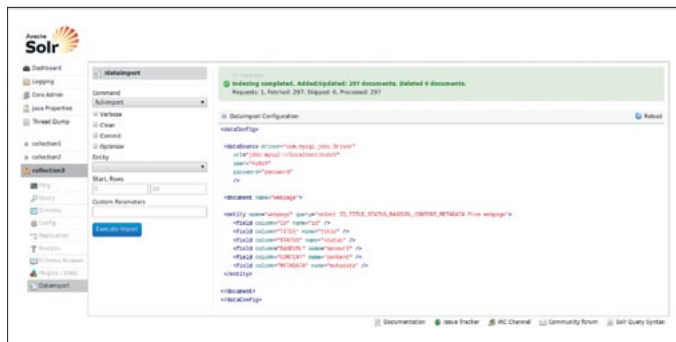 Apache
Solr
Dashboard
Logging
Core Admin
Java Properties
Thread Dump
collection1
collection2
collection3
Ping
Query
Schema
Config
Replication
Analysis
Schema Browser
Plugins / Stats
Dataimport
/dataimport
Command
full-import
Verbose
Clean
Commit
Optimize
Entity
Start, Rows
0 10
Custom Parameters
Execute Import
Indexing completed. Added/Updated: 297 documents. Deleted 0 documents.
Requests: 1, Fetched: 297, Skipped: 0, Processed: 297
Dataimport Configuration
Reload
<dataConfig>
<dataSource driver="com.mysql.jdbc.Driver"
url="jdbc:mysql://localhost/nutch"
user="nutch"
password="password"
/>
<document name="webpage">
<entity name="webpage" query="select ID,TITLE,STATUS,BASEURL,CONTENT,METADATA from webpage">
<field column="ID" name="id" />
<field column="TITLE" name="title" />
<field column="STATUS" name="status" />
<field column="BASEURL" name="baseurl" />
<field column="CONTENT" name="content" />
<field column="METADATA" name="metadata" />
</entity>
</document>
</dataConfig>
Documentation Issue Tracker IRC Channel Community forum Solr Query Syntax